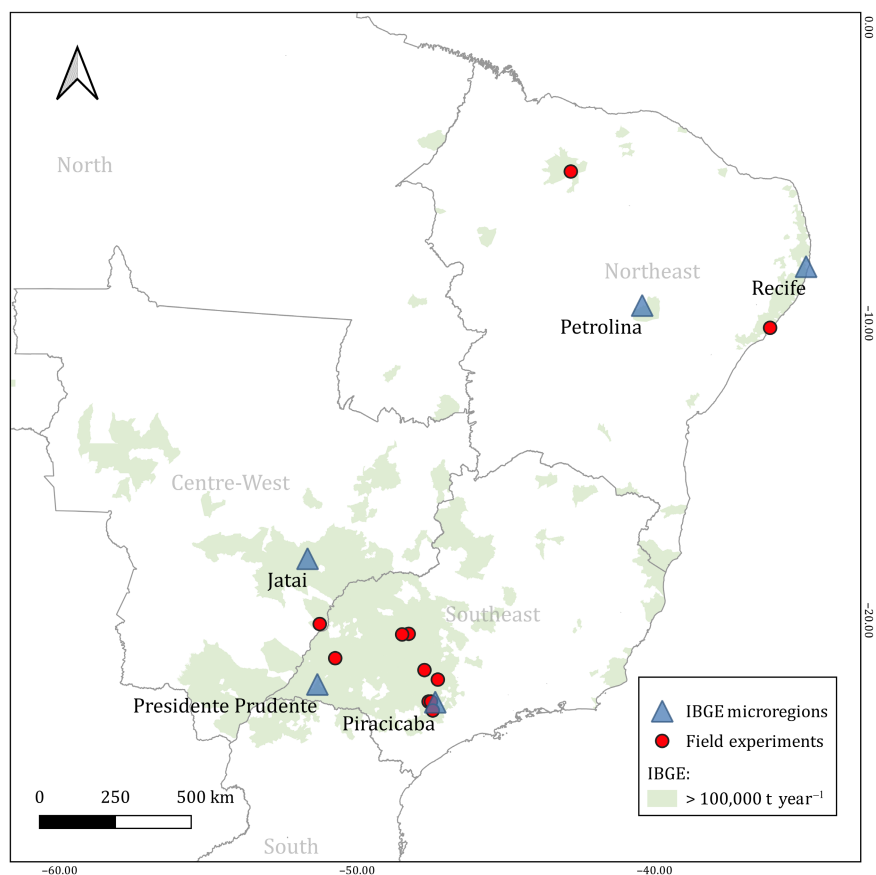 0.00
North
Northeast
Recife
Petrolina
−10.00
Centre-West
Jatai
Southeast
−20.00
Presidente Prudente
Piracicaba
IBGE microregions
Field experiments
IBGE:
> 100,000 t year⁻¹
0 250 500 km
South
−60.00 −50.00 −40.00